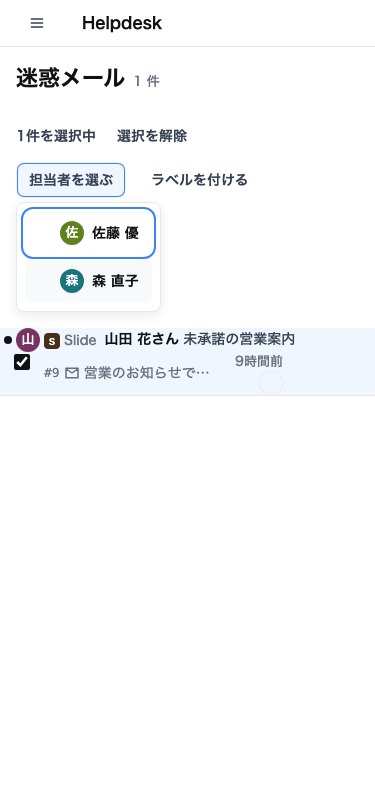 Helpdesk
迷惑メール 1 件
1件を選択中 選択を解除
担当者を選ぶ ラベルを付ける
佐 佐藤 優
森 森 直子
山 S Slide 山田 花さん 未承諾の営業案内
#9 営業のお知らせで… 9時間前